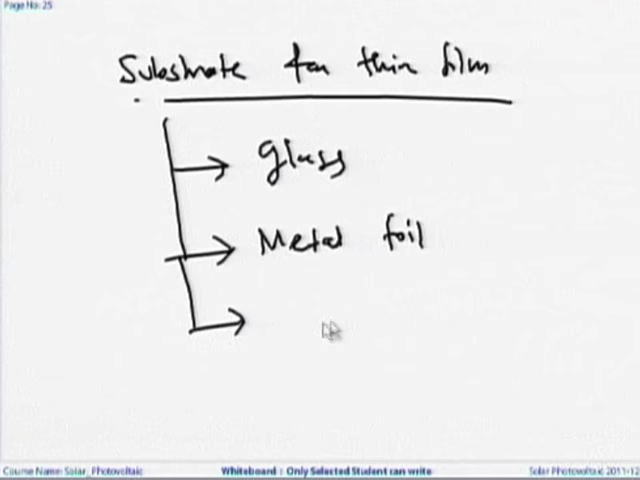 Page No: 25
Substrate for thin film
Glass
Metal foil
Course Name: Solar_Photovoltaic
Whiteboard : Only Selected Student can write
Solar Photovoltaic 2011-12